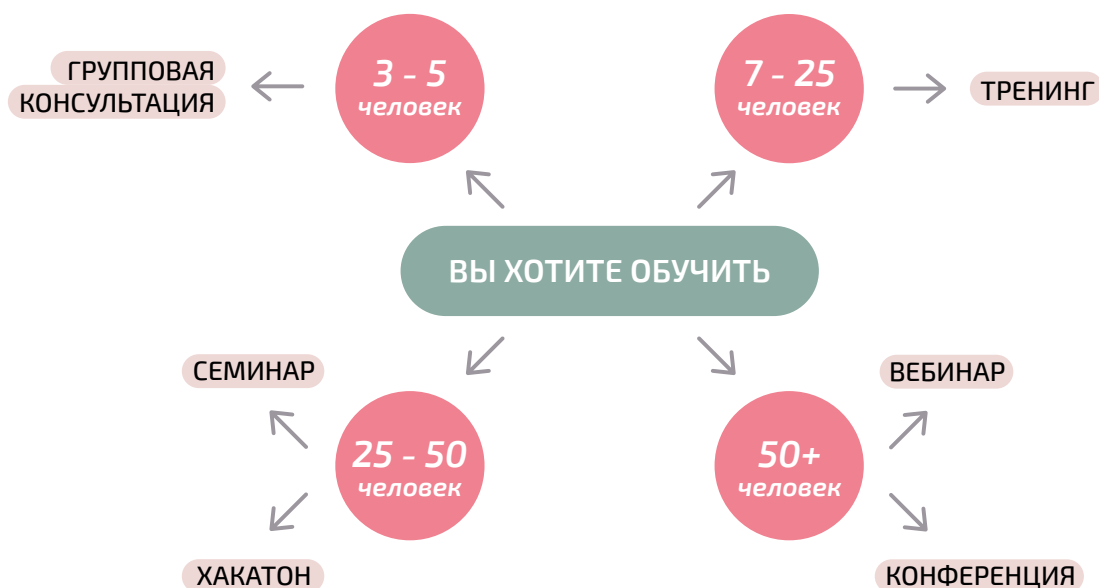 ГРУППОВАЯ
КОНСУЛЬТАЦИЯ
3 - 5
человек
7 - 25
человек
ТРЕНИНГ
ВЫ ХОТИТЕ ОБУЧИТЬ
СЕМИНАР
25 - 50
человек
ХАКАТОН
50+
человек
ВЕБИНАР
КОНФЕРЕНЦИЯ